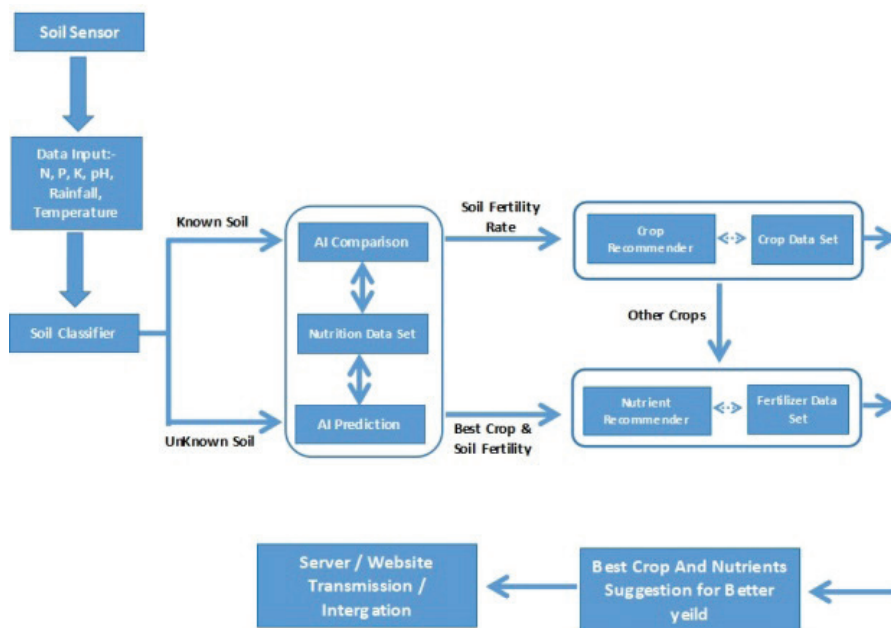 Soil Sensor
Data Input:-
N, P, K, pH,
Rainfall,
Temperature
Soil Classifier
Known Soil
UnKnown Soil
AI Comparison
Nutrition Data Set
AI Prediction
Soil Fertility
Rate
Best Crop &
Soil Fertility
Crop
Recommender
Crop Data Set
Other Crops
Nutrient
Recommender
Fertilizer Data
Set
Best Crop And Nutrients
Suggestion for Better
yeild
Server / Website
Transmission /
Intergation